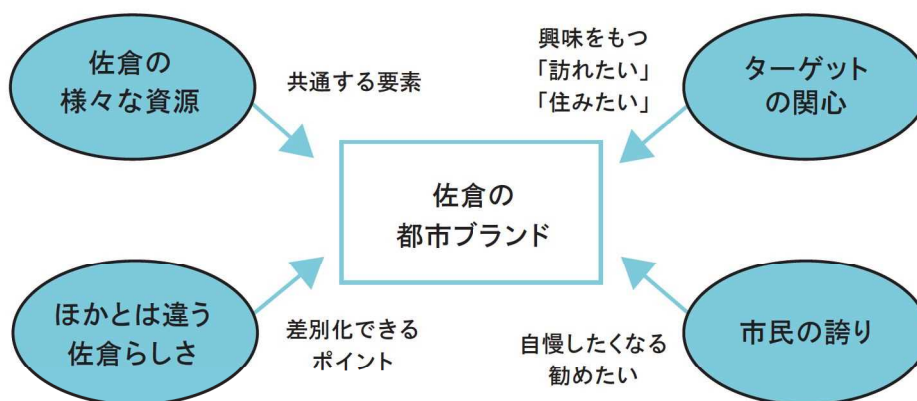 佐倉の
様々な資源
共通する要素
興味をもつ
「訪れたい」
「住みたい」
ターゲット
の関心
佐倉の
都市ブランド
ほかとは違う
佐倉らしさ
差別化できる
ポイント
自慢したくなる
勧めたい
市民の誇り